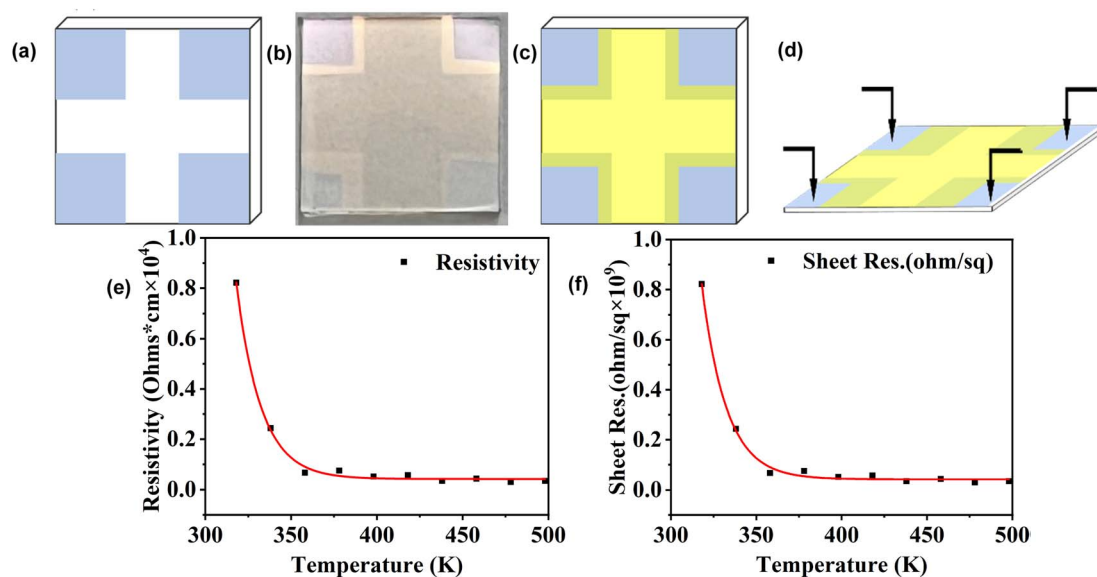 (a)
(b)
(c)
(d)
(e)
1.0
0.8
0.6
0.4
0.2
0.0
Resistivity (Ohms*cm×10⁴)
Resistivity
300 350 400 450 500
Temperature (K)
(f)
1.0
0.8
0.6
0.4
0.2
0.0
Sheet Res.(ohm/sq×10⁹)
Sheet Res.(ohm/sq)
300 350 400 450 500
Temperature (K)